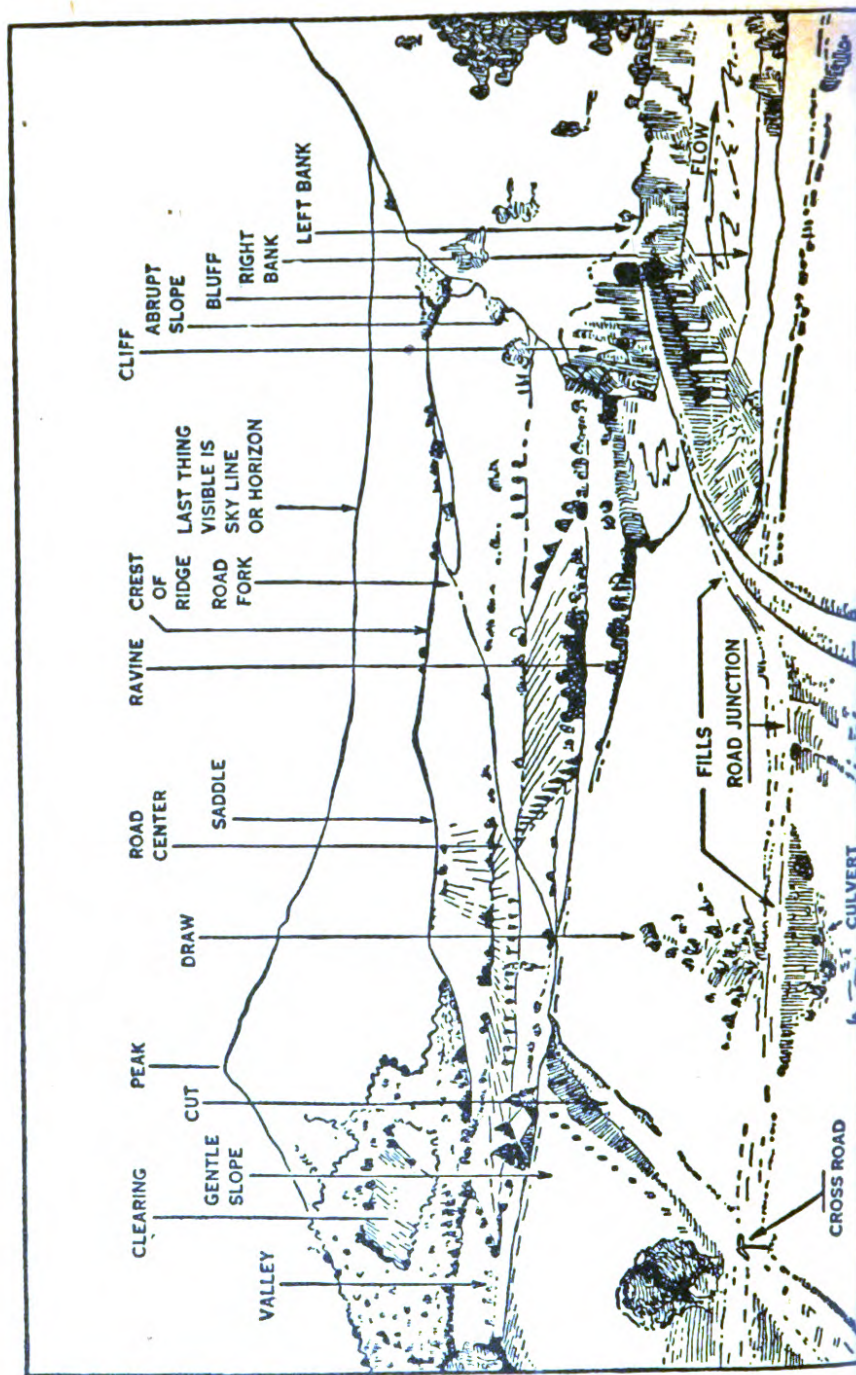 PEAK
CLEARING
CUT
GENTLE
SLOPE
VALLEY
DRAW
ROAD
CENTER
SADDLE
RAVINE
CREST
OF
RIDGE
ROAD
FORK
LAST THING
VISIBLE IS
SKY LINE
OR HORIZON
CLIFF
ABRUPT
SLOPE
BLUFF
RIGHT
BANK
LEFT BANK
FLOW
FILLS
ROAD JUNCTION
CULVERT
CROSS ROAD